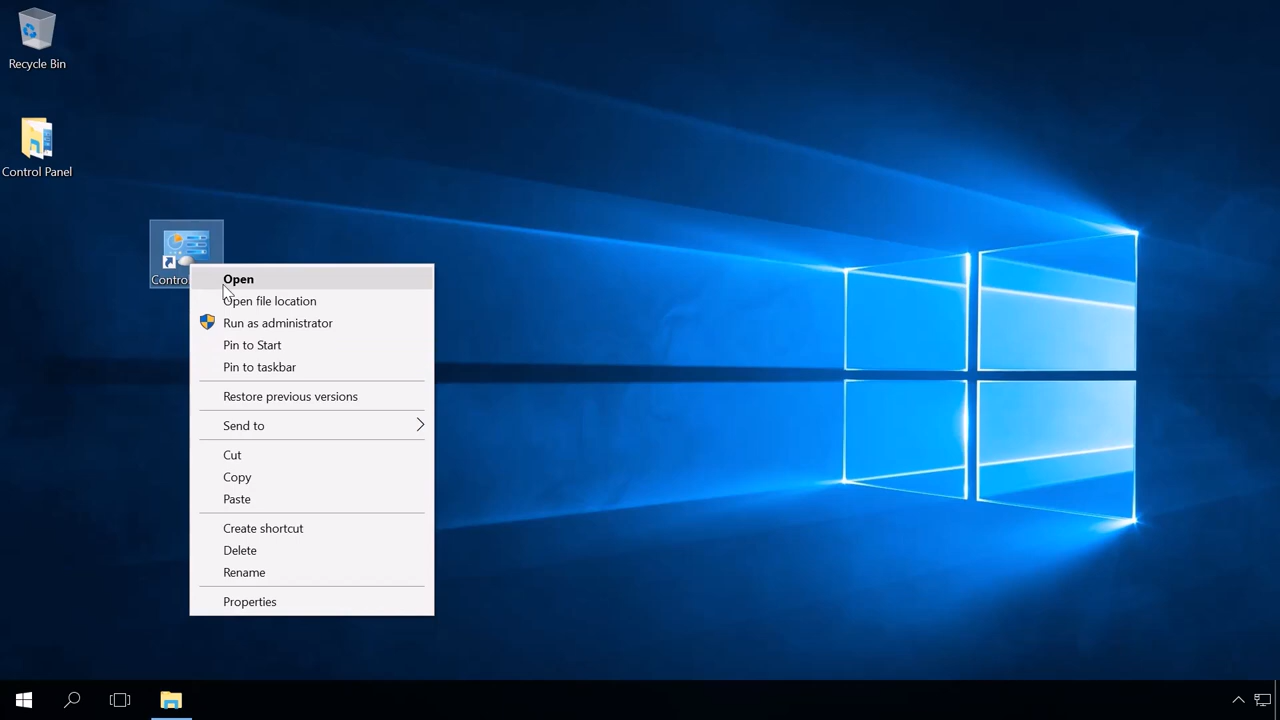 Recycle Bin
Control Panel
Contro
Open
Open file location
Run as administrator
Pin to Start
Pin to taskbar
Restore previous versions
Send to
Cut
Copy
Paste
Create shortcut
Delete
Rename
Properties